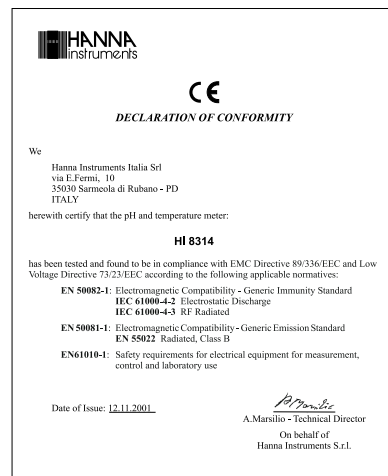 HANNA
instruments
CE
DECLARATION OF CONFORMITY
We
Hanna Instruments Italia Srl
via E.Fermi, 10
35030 Sarmeola di Rubano - PD
ITALY
herewith certify that the pH and temperature meter:
HI 8314
has been tested and found to be in compliance with EMC Directive 89/336/EEC and Low
Voltage Directive 73/23/EEC according to the following applicable normatives:
EN 50082-1: Electromagnetic Compatibility - Generic Immunity Standard
IEC 61000-4-2 Electrostatic Discharge
IEC 61000-4-3 RF Radiated
EN 50081-1: Electromagnetic Compatibility - Generic Emission Standard
EN 55022 Radiated, Class B
EN61010-1: Safety requirements for electrical equipment for measurement,
control and laboratory use
Date of Issue: 12.11.2001
A.Marsilio
A.Marsilio - Technical Director
On behalf of
Hanna Instruments S.r.l.